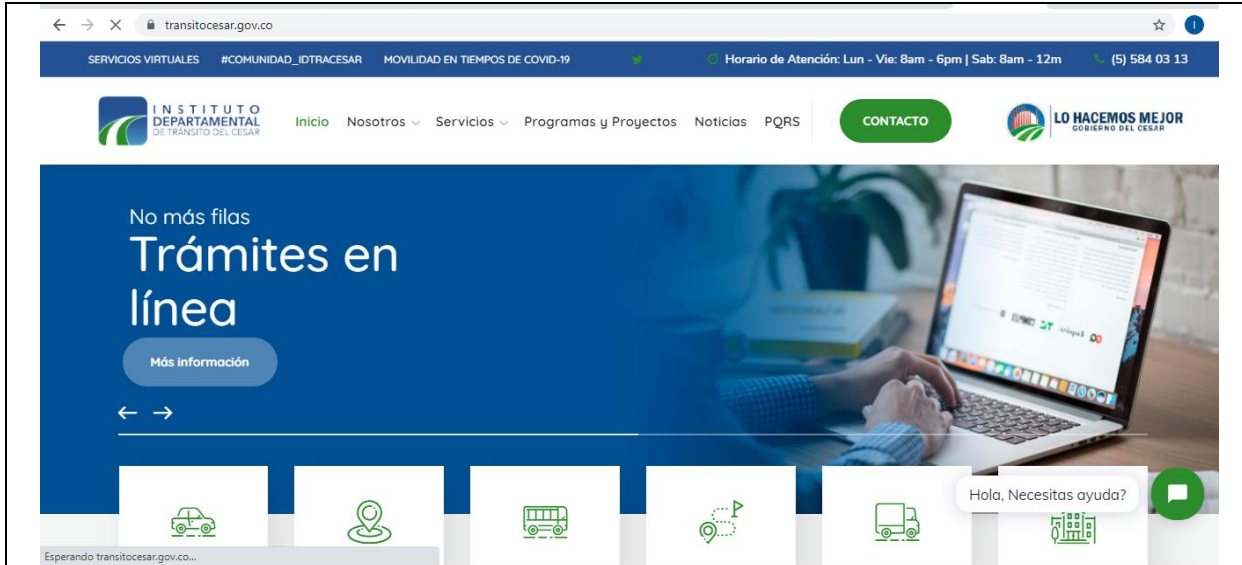 transitocesar.gov.co
SERVICIOS VIRTUALES #COMUNIDAD_IDTRACESAR MOVILIDAD EN TIEMPOS DE COVID-19 Horario de Atención: Lun - Vie: 8am - 6pm | Sab: 8am - 12m (5) 584 03 13
INSTITUTO
DEPARTAMENTAL
DE TRÁNSITO DEL CESAR
Inicio Nosotros Servicios Programas y Proyectos Noticias PQRS CONTACTO
LO HACEMOS MEJOR
GOBIERNO DEL CESAR
No más filas
Trámites en
línea
Más información
Hola, Necesitas ayuda?
Esperando transitocesar.gov.co...